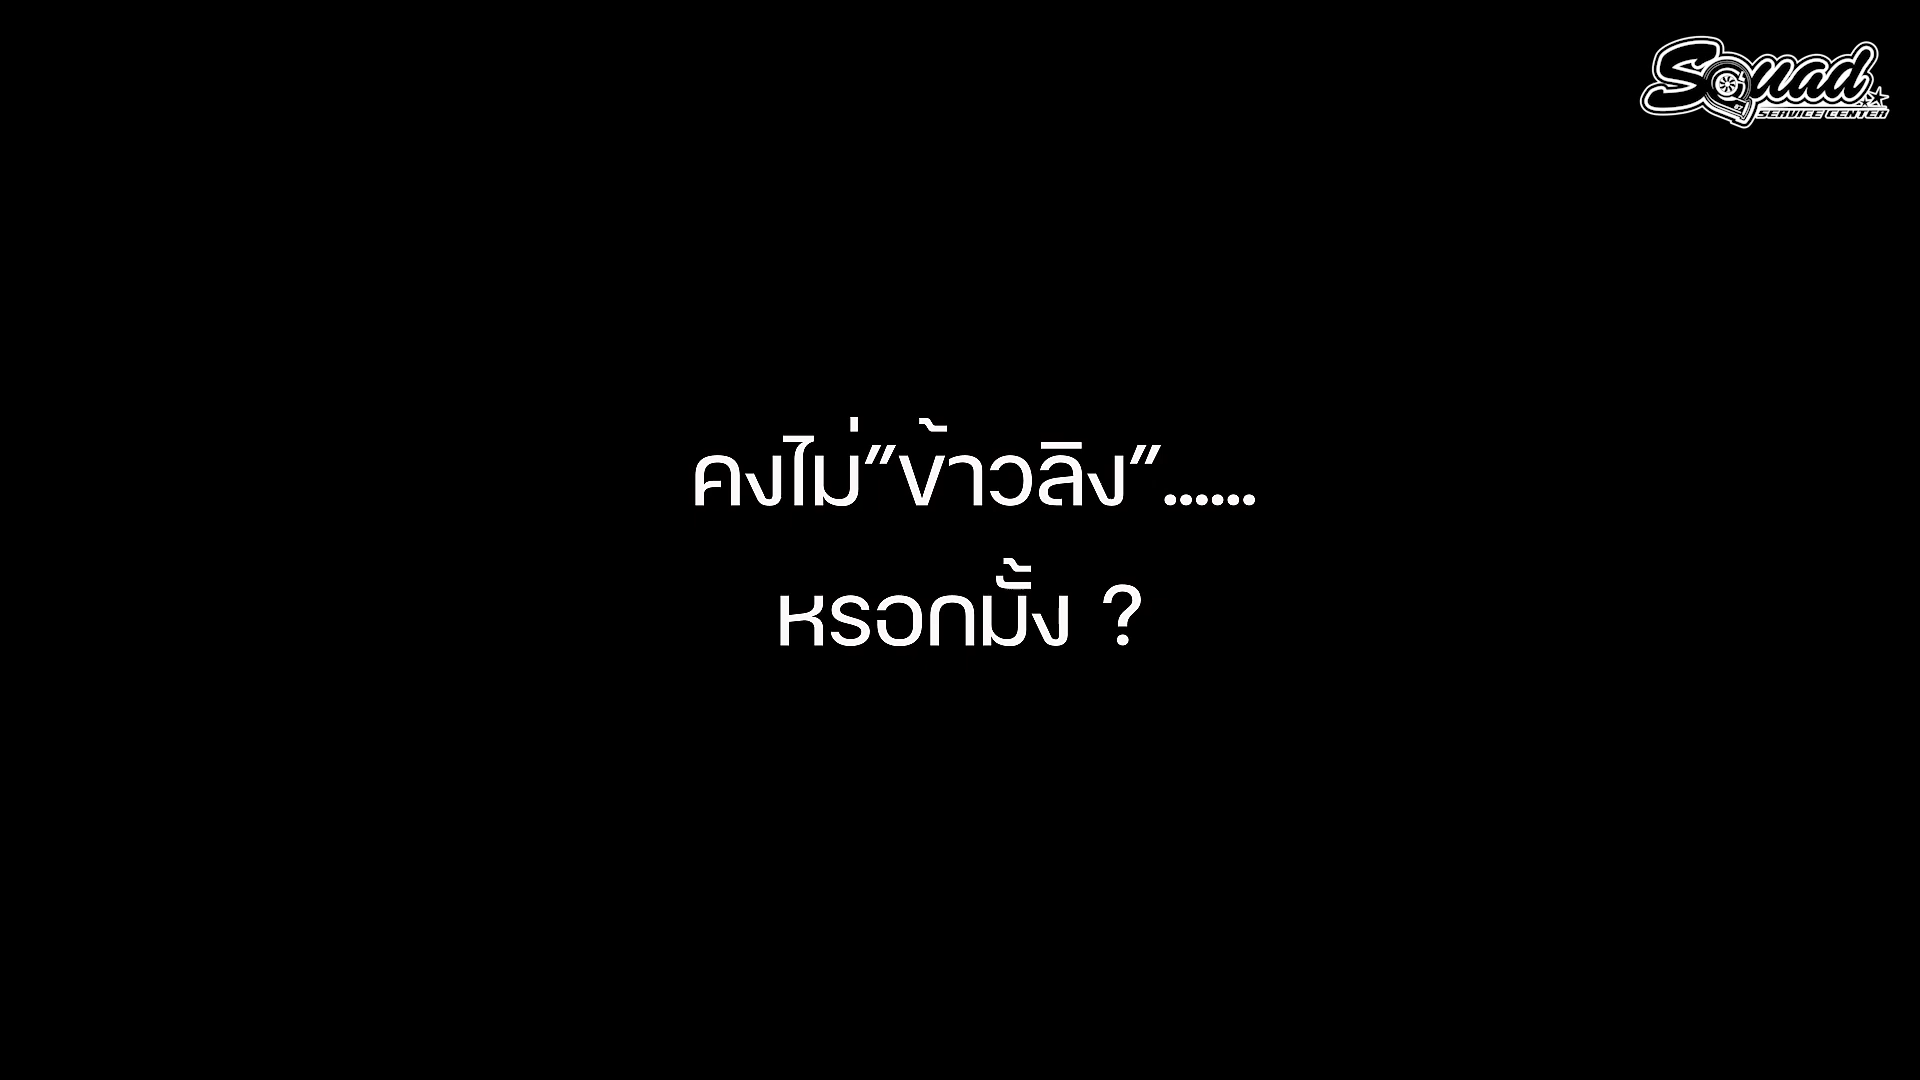 Squad
SERVICE CENTER
คงไม่"ข้าวลิง"......
หรอกมั้ง ?